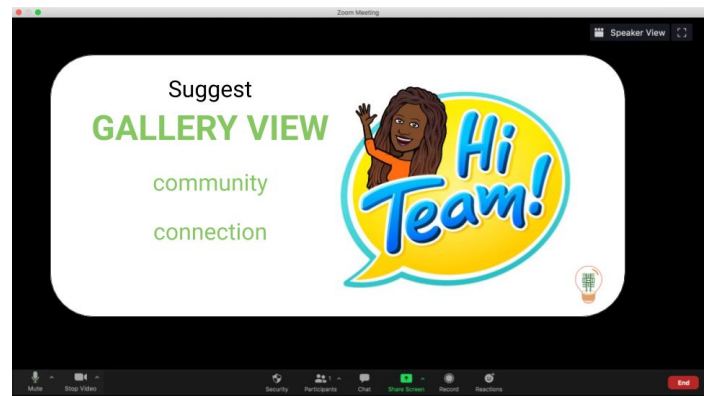 Zoom Meeting
Speaker View
Suggest
GALLERY VIEW
community
connection
Hi
Team!
Mute
Stop Video
Security
Participants
1
Chat
Share Screen
Record
Reactions
End